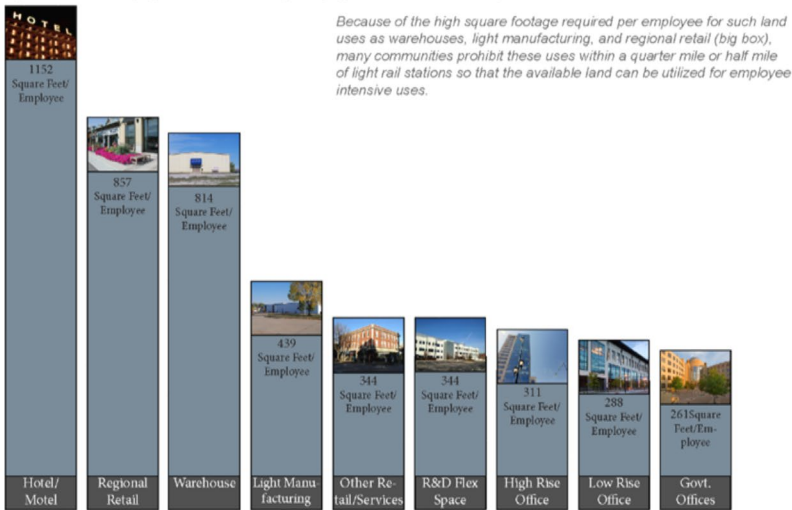 HOTEL
Because of the high square footage required per employee for such land
uses as warehouses, light manufacturing, and regional retail (big box),
many communities prohibit these uses within a quarter mile or half mile
of light rail stations so that the available land can be utilized for employee
intensive uses.
1152
Square Feet/
Employee
857
Square Feet/
Employee
814
Square Feet/
Employee
439
Square Feet/
Employee
344
Square Feet/
Employee
344
Square Feet/
Employee
311
Square Feet/
Employee
288
Square Feet/
Employee
261Square
Feet/Em-
ployee
Hotel/
Motel
Regional
Retail
Warehouse
Light Manu-
facturing
Other Re-
tail/Services
R&D Flex
Space
High Rise
Office
Low Rise
Office
Govt.
Offices